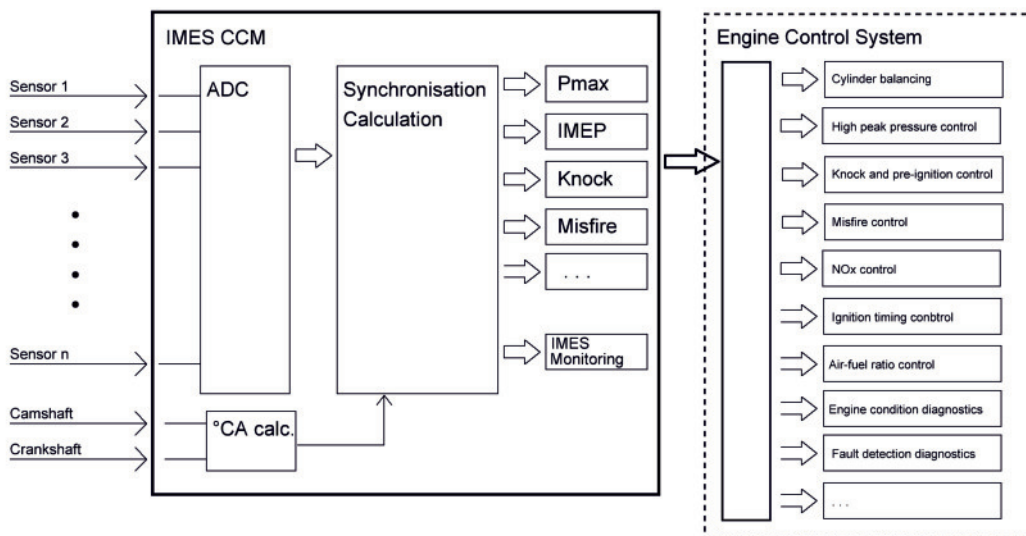 IMES CCM
Sensor 1
Sensor 2
Sensor 3
Sensor n
Camshaft
Crankshaft
ADC
°CA calc.
Synchronisation
Calculation
Pmax
IMEP
Knock
Misfire
. . .
IMES
Monitoring
Engine Control System
Cylinder balancing
High peak pressure control
Knock and pre-ignition control
Misfire control
NOx control
Ignition timing conbtrol
Air-fuel ratio control
Engine condition diagnostics
Fault detection diagnostics
. . .